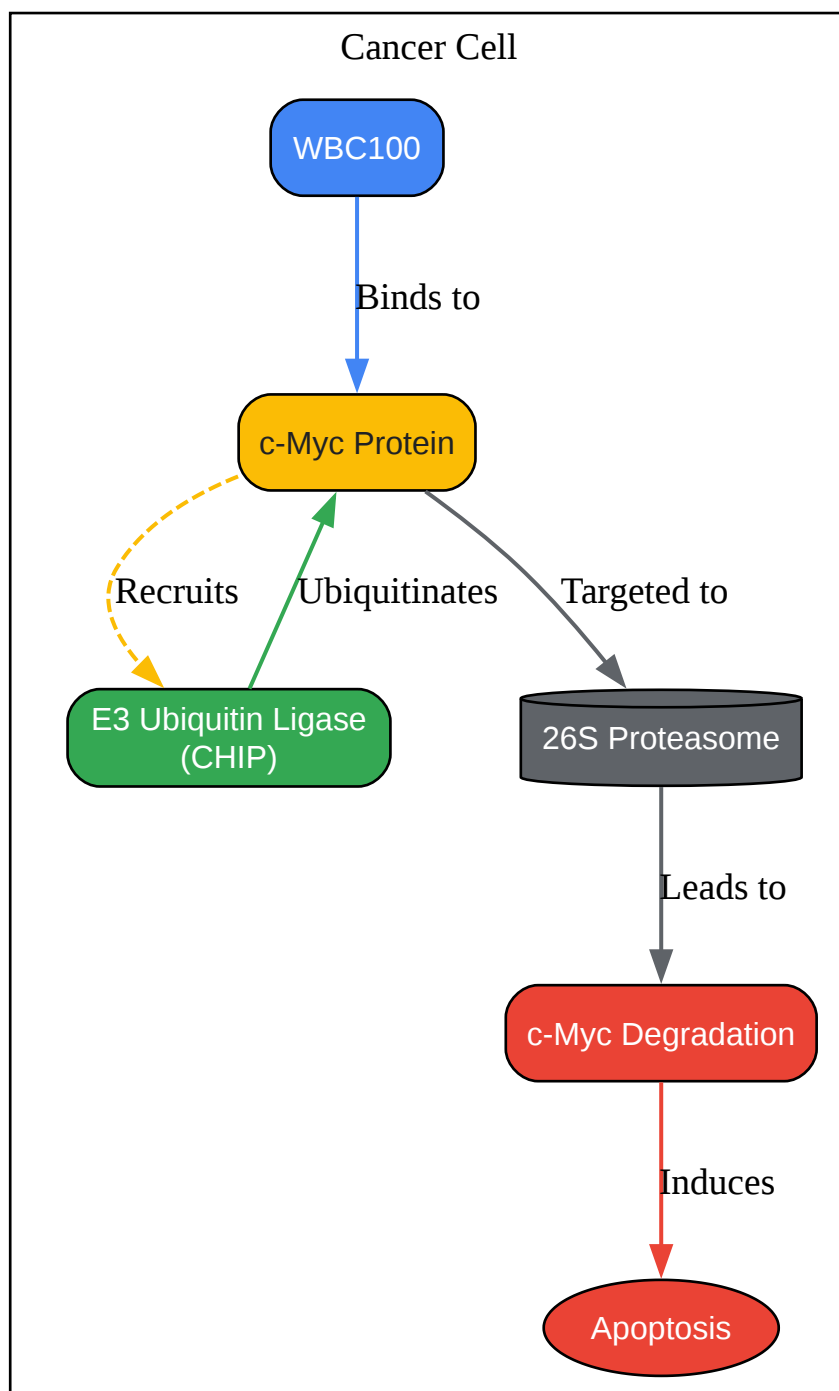 Cancer Cell
WBC100
Binds to
c-Myc Protein
Recruits
Ubiquitinates
Targeted to
E3 Ubiquitin Ligase
(CHIP)
26S Proteasome
Leads to
c-Myc Degradation
Induces
Apoptosis